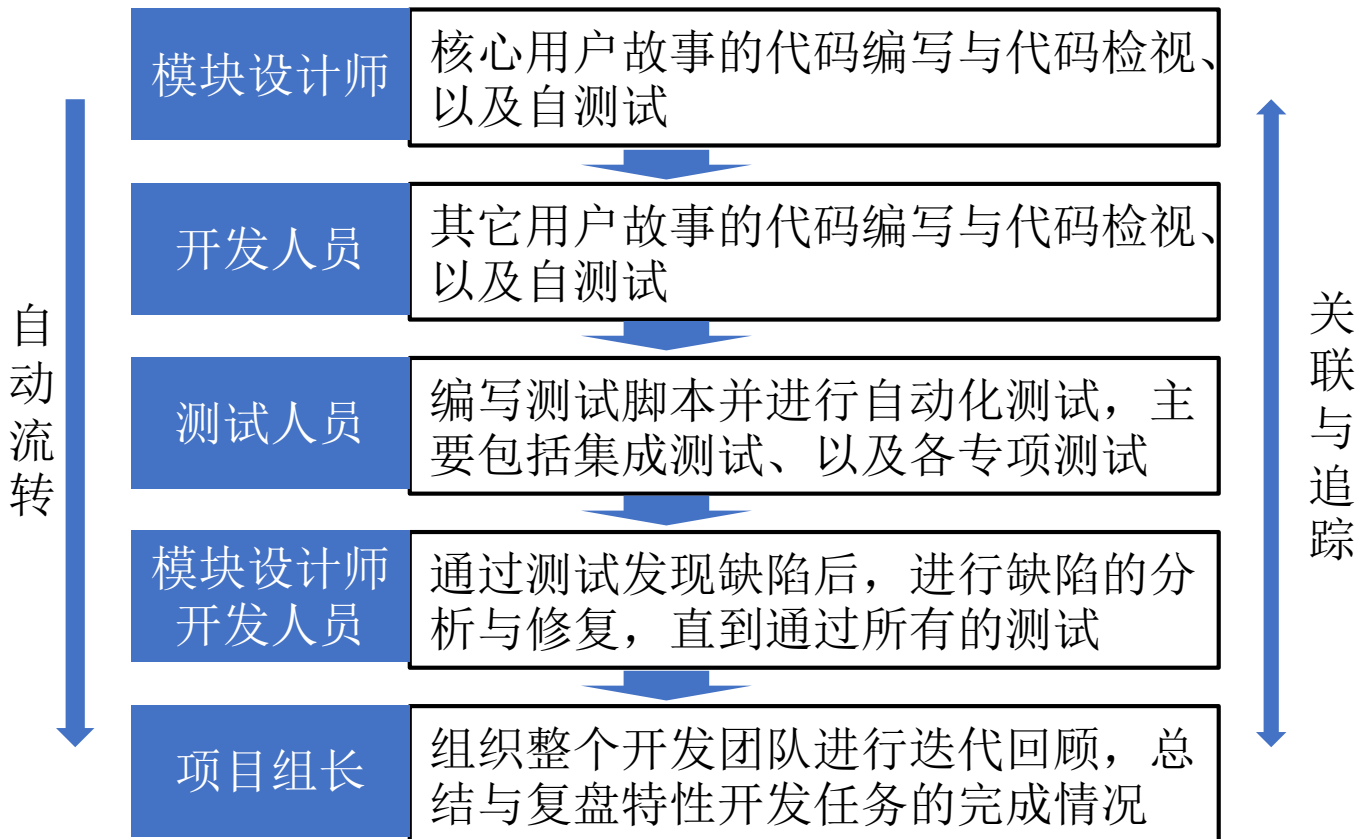 模块设计师
核心用户故事的代码编写与代码检视、
以及自测试
开发人员
其它用户故事的代码编写与代码检视、
以及自测试
测试人员
编写测试脚本并进行自动化测试，主
要包括集成测试、以及各专项测试
模块设计师
开发人员
通过测试发现缺陷后，进行缺陷的分
析与修复，直到通过所有的测试
项目组长
组织整个开发团队进行迭代回顾，总
结与复盘特性开发任务的完成情况
自动流转
关联与追踪